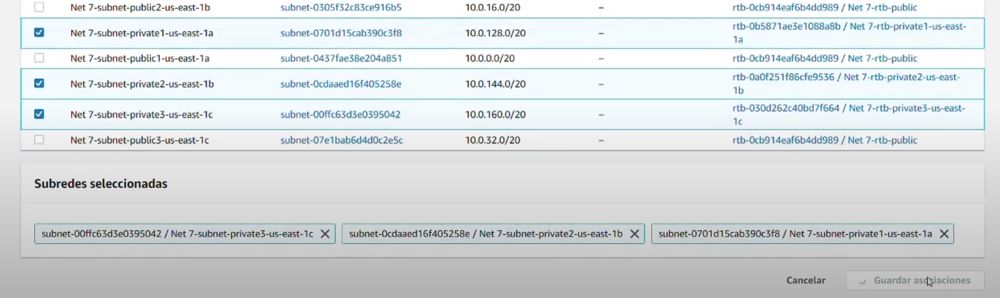 Net 7-subnet-public2-us-east-1b subnet-0305f32c83ce916b5 10.0.16.0/20 – rtb-0cb914eaf6b4dd989 / Net 7-rtb-public
Net 7-subnet-private1-us-east-1a subnet-0701d15cab390c3f8 10.0.128.0/20 – rtb-0b5871ae3e1088a8b / Net 7-rtb-private1-us-east-
1a
Net 7-subnet-public1-us-east-1a subnet-0437fae38e204a851 10.0.0.0/20 – rtb-0cb914eaf6b4dd989 / Net 7-rtb-public
Net 7-subnet-private2-us-east-1b subnet-0cdaaed16f405258e 10.0.144.0/20 – rtb-0a0f251f86cfe9536 / Net 7-rtb-private2-us-east-
1b
Net 7-subnet-private3-us-east-1c subnet-00ffc63d3e0395042 10.0.160.0/20 – rtb-030d262c40bd7f664 / Net 7-rtb-private3-us-east-
1c
Net 7-subnet-public3-us-east-1c subnet-07e1bab6d4d0c2e5c 10.0.32.0/20 – rtb-0cb914eaf6b4dd989 / Net 7-rtb-public
Subredes seleccionadas
subnet-00ffc63d3e0395042 / Net 7-subnet-private3-us-east-1c subnet-0cdaaed16f405258e / Net 7-subnet-private2-us-east-1b subnet-0701d15cab390c3f8 / Net 7-subnet-private1-us-east-1a
Cancelar Guardar asociaciones